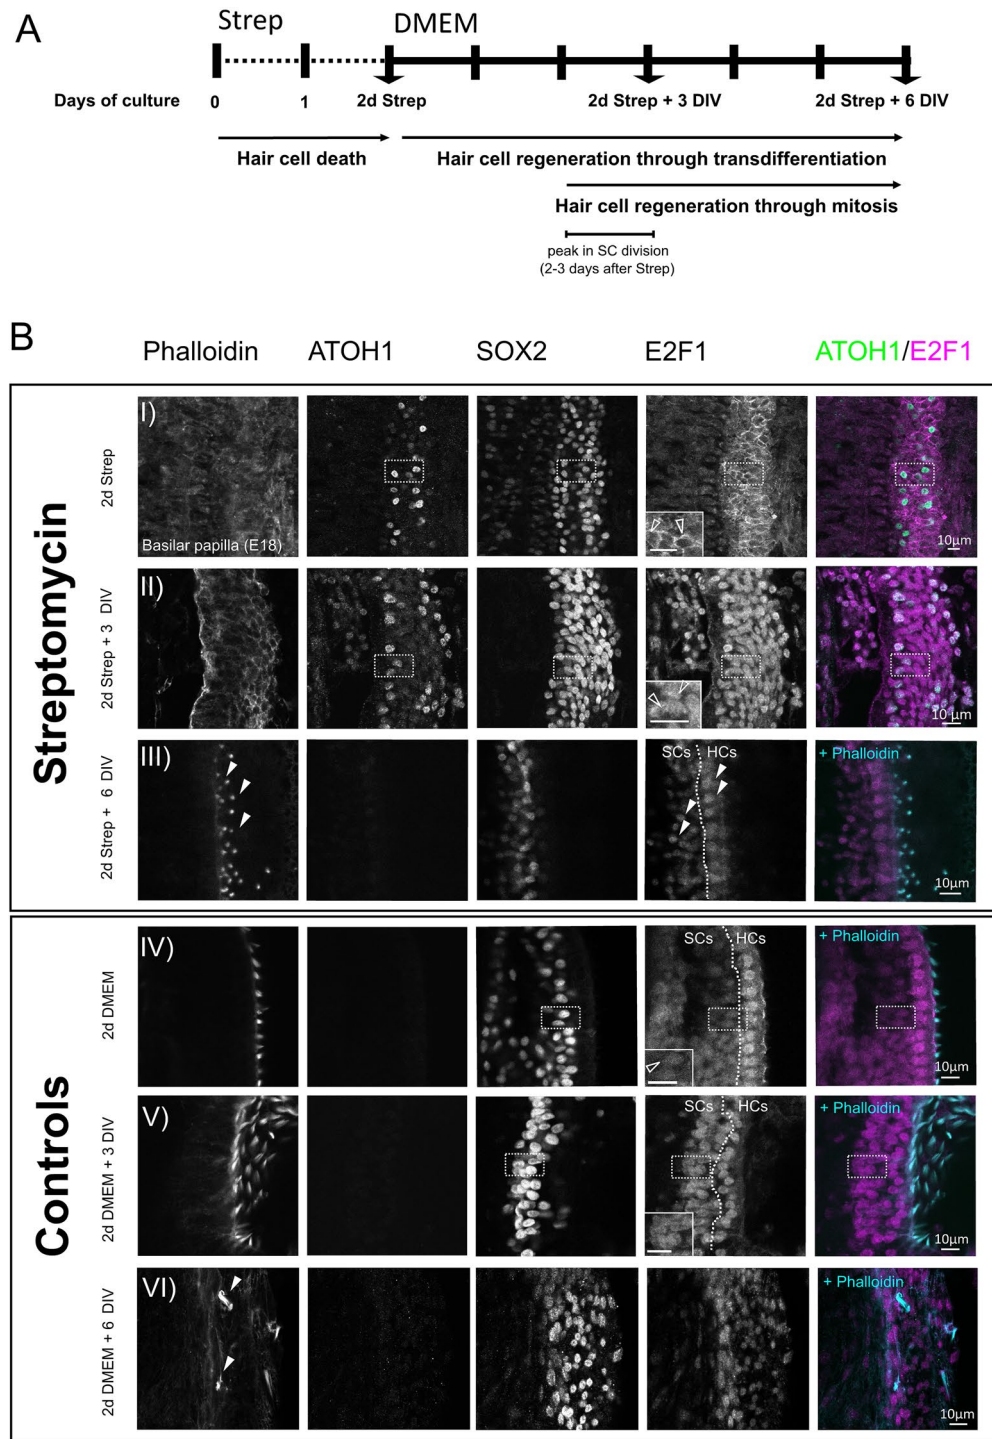 A
Strep
DMEM
Days of culture
0
1
2d Strep
2d Strep + 3 DIV
2d Strep + 6 DIV
Hair cell death
Hair cell regeneration through transdifferentiation
Hair cell regeneration through mitosis
peak in SC division
(2-3 days after Strep)
B
Phalloidin
ATOH1
SOX2
E2F1
ATOH1/E2F1
Streptomycin
2d Strep
I)
Basilar papilla (E18)
10µm
2d Strep + 3 DIV
II)
10 µm
2d Strep + 6 DIV
III)
SCs
HCs
+ Phalloidin
10µm
Controls
2d DMEM
IV)
SCs
HCs
+ Phalloidin
10µm
2d DMEM + 3 DIV
V)
SCs
HCs
+ Phalloidin
10µm
2d DMEM + 6 DIV
VI)
+ Phalloidin
10µm